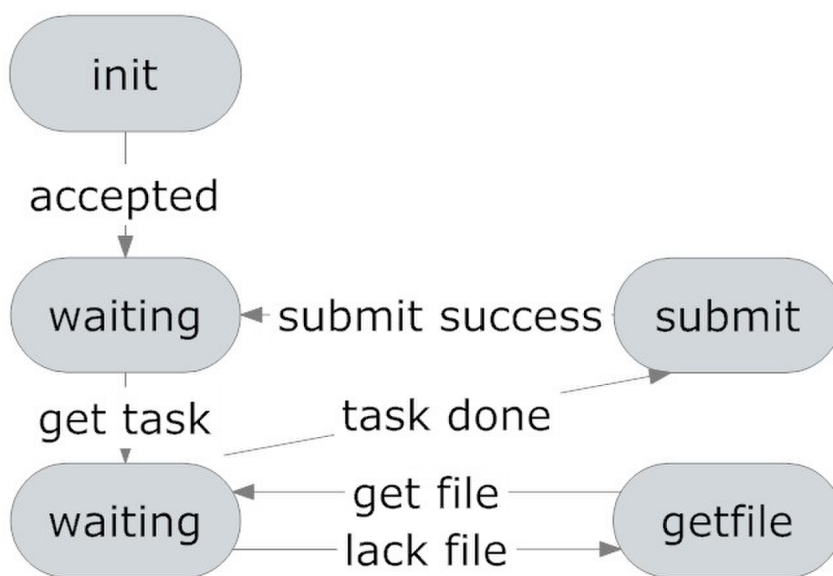 init
accepted
waiting
submit success
submit
get task
task done
waiting
get file
lack file
getfile